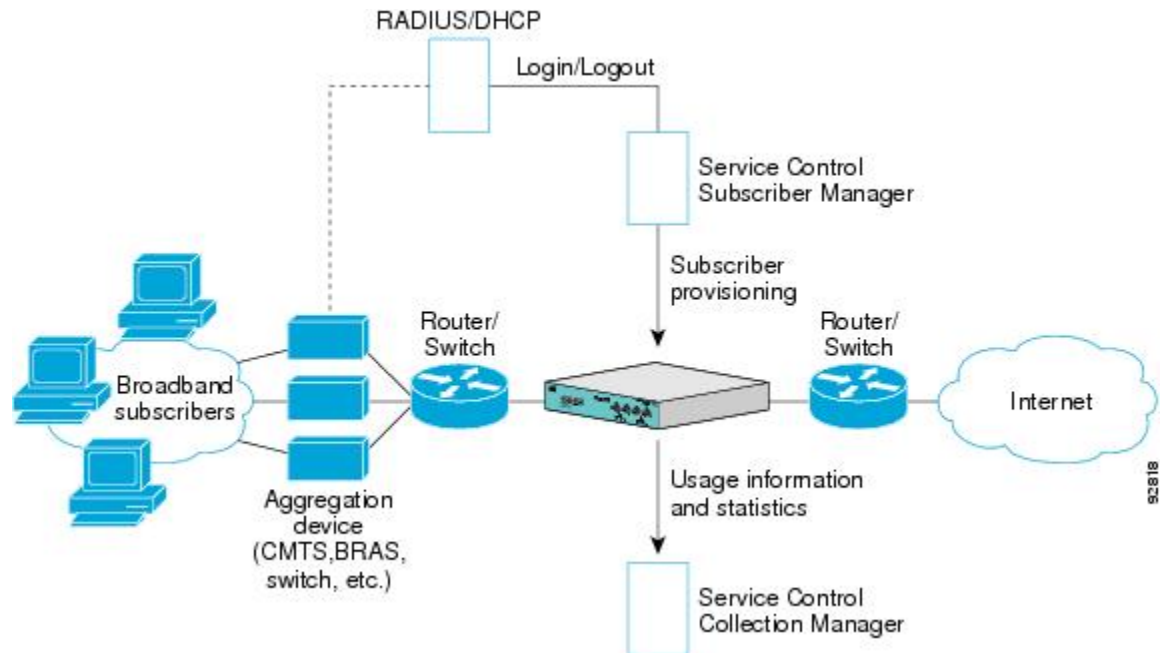 RADIUS/DHCP
Login/Logout
Service Control
Subscriber Manager
Subscriber
provisioning
Router/
Switch
Router/
Switch
Broadband
subscribers
Internet
Aggregation
device
(CMTS,BRAS,
switch, etc.)
Usage information
and statistics
Service Control
Collection Manager
92818